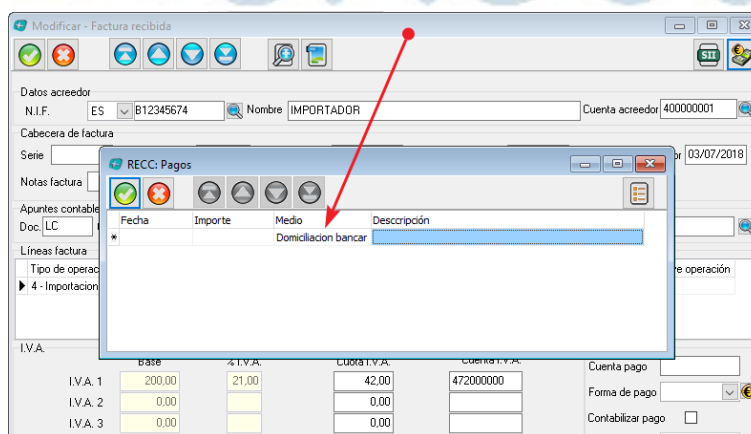 Modificar - Factura recibida
SII
Datos acreedor
N.I.F. ES B12345674 Nombre IMPORTADOR Cuenta acreedor 400000001
Cabecera de factura
Serie 03/07/2018
Notas factura
Apuntes contable
Doc. LC
Líneas factura
Tipo de operac e operación
4 - Importacion
RECC: Pagos
Fecha Importe Medio Desccripción
* Domiciliacion bancar
I.V.A.
Base % I.V.A. Cuota I.V.A. Cuenta I.V.A.
I.V.A. 1 200,00 21,00 42,00 472000000
I.V.A. 2 0,00 0,00
I.V.A. 3 0,00 0,00
Cuenta pago
Forma de pago
Contabilizar pago